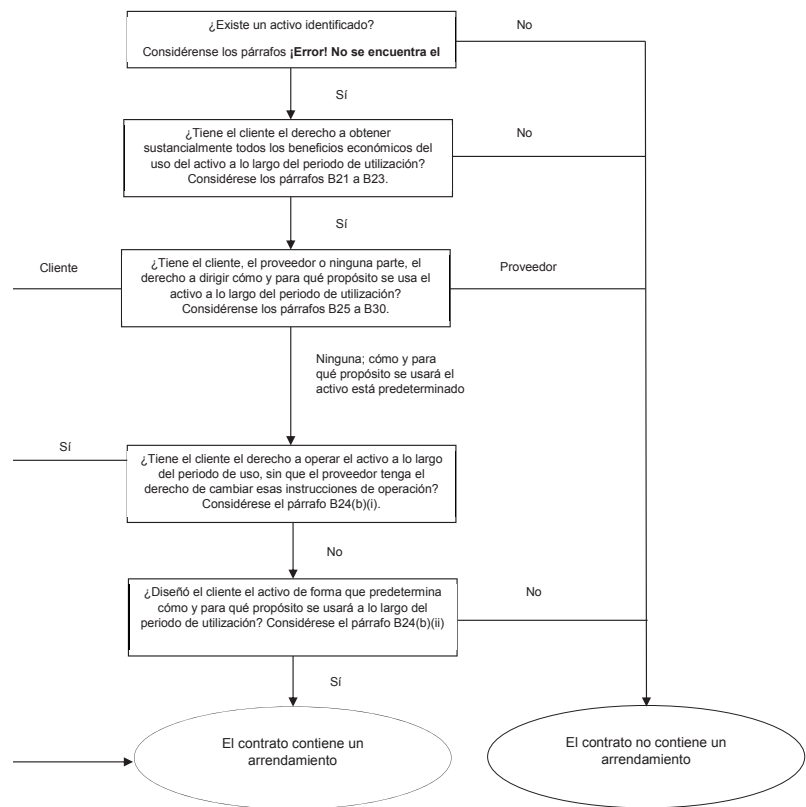 ¿Existe un activo identificado?
Considérense los párrafos ¡Error! No se encuentra el
No
Sí
¿Tiene el cliente el derecho a obtener
sustancialmente todos los beneficios económicos del
uso del activo a lo largo del periodo de utilización?
Considérese los párrafos B21 a B23.
No
Sí
Cliente
¿Tiene el cliente, el proveedor o ninguna parte, el
derecho a dirigir cómo y para qué propósito se usa el
activo a lo largo del periodo de utilización?
Considérense los párrafos B25 a B30.
Proveedor
Ninguna; cómo y para
qué propósito se usará el
activo está predeterminado
Sí
¿Tiene el cliente el derecho a operar el activo a lo largo
del periodo de uso, sin que el proveedor tenga el
derecho de cambiar esas instrucciones de operación?
Considérese el párrafo B24(b)(i).
No
¿Diseñó el cliente el activo de forma que predetermina
cómo y para qué propósito se usará a lo largo del
periodo de utilización? Considérese el párrafo B24(b)(ii)
No
Sí
El contrato contiene un
arrendamiento
El contrato no contiene un
arrendamiento